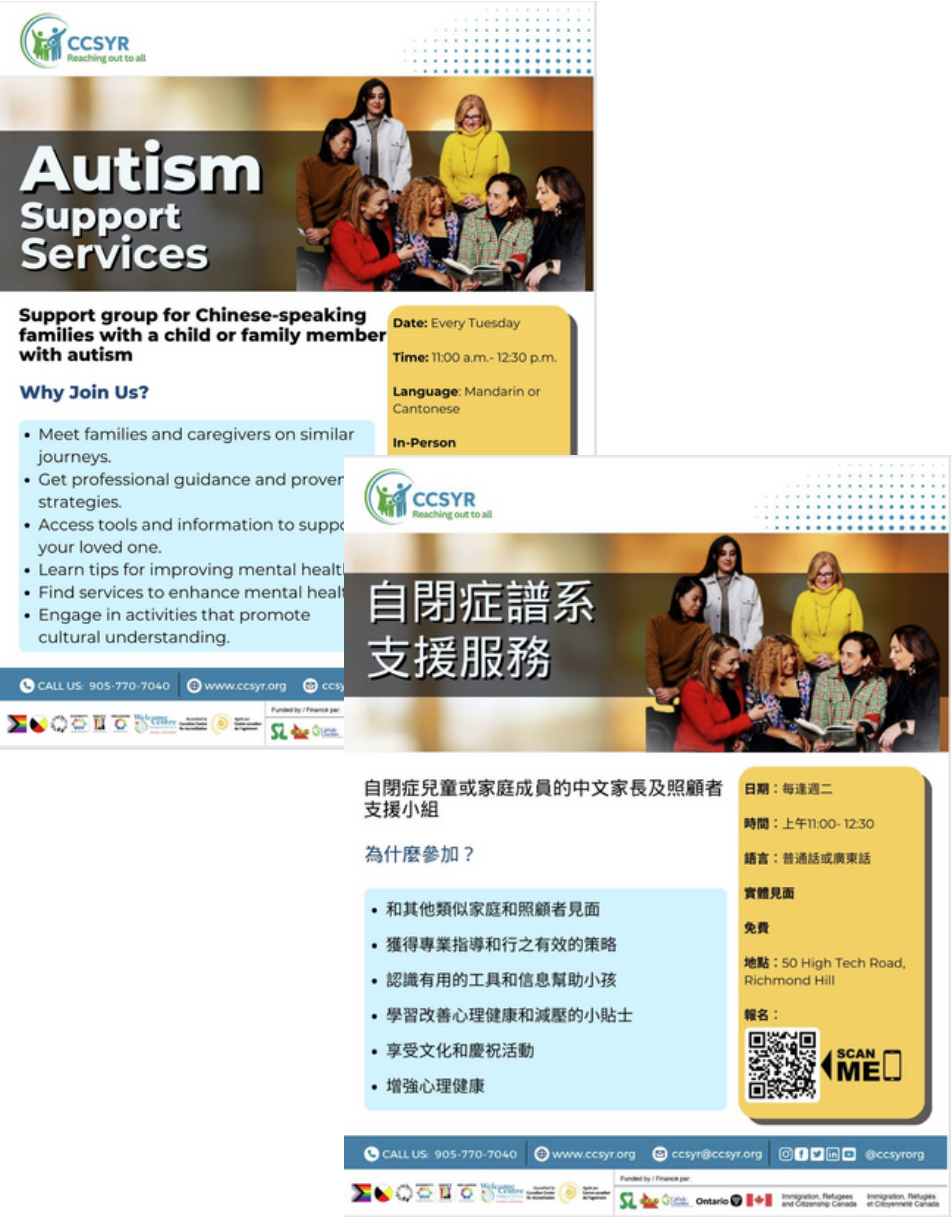 CCSYR
Reaching out to all
Autism
Support
Services
Support group for Chinese-speaking
families with a child or family member
with autism
Why Join Us?
• Meet families and caregivers on similar
journeys.
• Get professional guidance and proven
strategies.
• Access tools and information to suppo
your loved one.
• Learn tips for improving mental healt
• Find services to enhance mental heal
• Engage in activities that promote
cultural understanding.
Date: Every Tuesday
Time: 11:00 a.m.- 12:30 p.m.
Language: Mandarin or
Cantonese
In-Person
CALL US: 905-770-7040
www.ccsyr.org
ccsy
Welcome
Centre
Funded by / Financé par:
CCSYR
Reaching out to all
自閉症譜系
支援服務
自閉症兒童或家庭成員的中文家長及照顧者
支援小組
為什麼參加？
• 和其他類似家庭和照顧者見面
• 獲得專業指導和行之有效的策略
• 認識有用的工具和信息幫助小孩
• 學習改善心理健康和減壓的小貼士
• 享受文化和慶祝活動
• 增強心理健康
日期：每逢週二
時間：上午11:00- 12:30
語言：普通話或廣東話
實體見面
免費
地點：50 High Tech Road,
Richmond Hill
報名：
SCAN
ME
CALL US: 905-770-7040
www.ccsyr.org
ccsyr@ccsyr.org
@ccsyrorg
Welcome
Centre
Funded by / Financé par:
Ontario
Immigration, Refugees
and Citizenship Canada
Immigration, Réfugiés
et Citoyenneté Canada